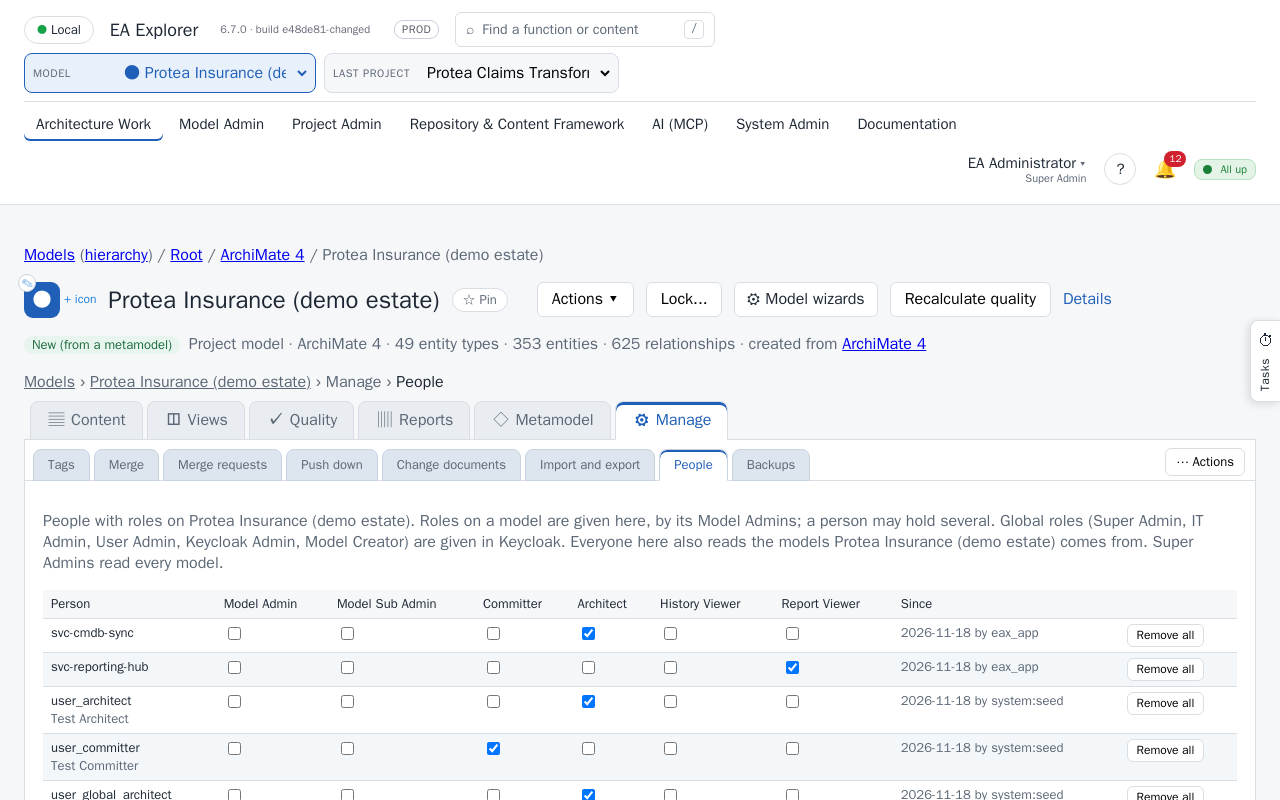 Local
EA Explorer
6.7.0 · build e48de81-changed
PROD
Find a function or content
/
MODEL
Protea Insurance (de
LAST PROJECT
Protea Claims Transfor
Architecture Work
Model Admin
Project Admin
Repository & Content Framework
AI (MCP)
System Admin
Documentation
EA Administrator
Super Admin
?
12
All up
Models (hierarchy) / Root / ArchiMate 4 / Protea Insurance (demo estate)
+ icon
Protea Insurance (demo estate)
☆ Pin
Actions ▾
Lock...
⚙ Model wizards
Recalculate quality
Details
New (from a metamodel)
Project model · ArchiMate 4 · 49 entity types · 353 entities · 625 relationships · created from ArchiMate 4
Tasks
Models › Protea Insurance (demo estate) › Manage › People
Content
Views
Quality
Reports
Metamodel
Manage
Tags
Merge
Merge requests
Push down
Change documents
Import and export
People
Backups
··· Actions
People with roles on Protea Insurance (demo estate). Roles on a model are given here, by its Model Admins; a person may hold several. Global roles (Super Admin, IT
Admin, User Admin, Keycloak Admin, Model Creator) are given in Keycloak. Everyone here also reads the models Protea Insurance (demo estate) comes from. Super
Admins read every model.
Person
Model Admin
Model Sub Admin
Committer
Architect
History Viewer
Report Viewer
Since
svc-cmdb-sync
2026-11-18 by eax_app
Remove all
svc-reporting-hub
2026-11-18 by eax_app
Remove all
user_architect
Test Architect
2026-11-18 by system:seed
Remove all
user_committer
Test Committer
2026-11-18 by system:seed
Remove all
user_global_architect
2026-11-18 by system:seed
Remove all